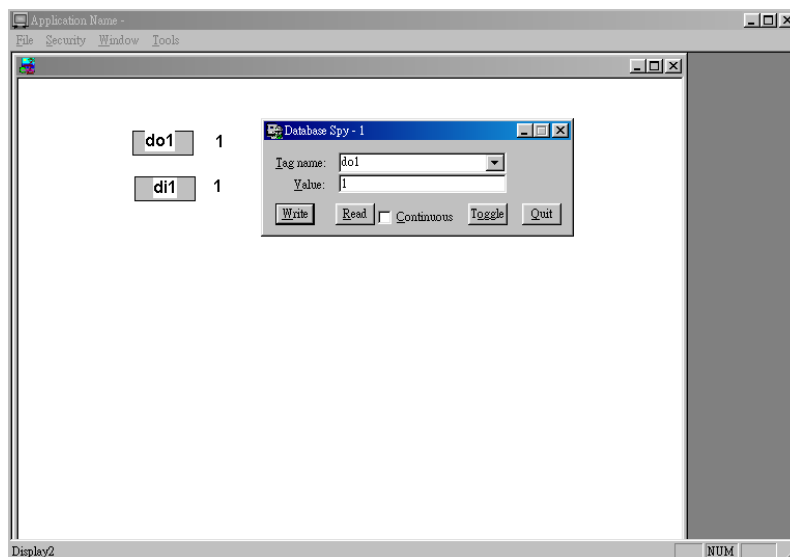 Application Name -
File Security Window Tools
do1 1
di1 1
Database Spy - 1
Tag name: do1
Value: 1
Write Read Continuous Toggle Quit
Display2 NUM